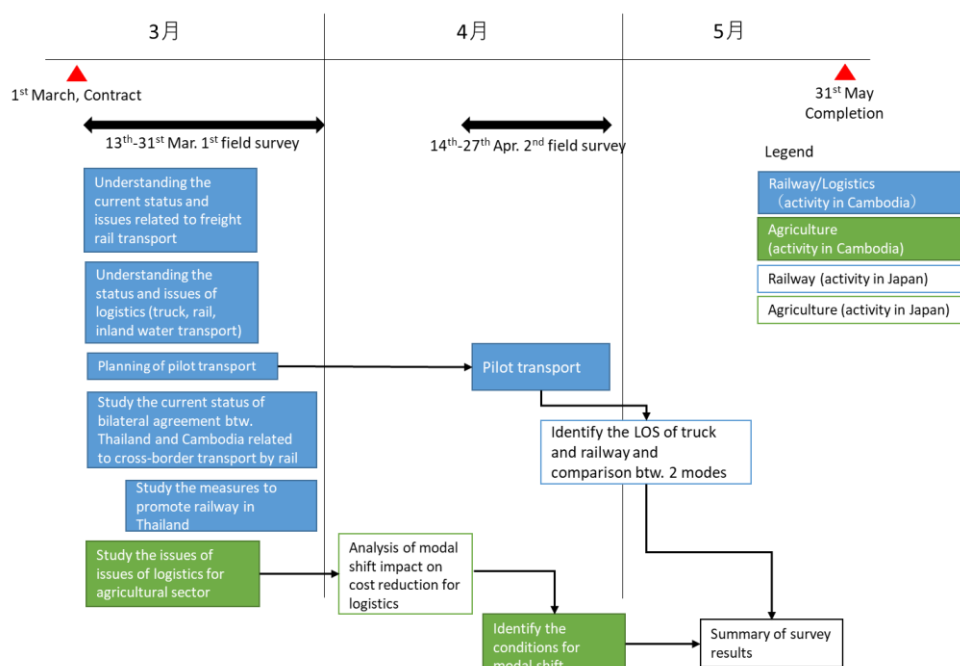 3月
4月
5月
1st March, Contract
31st May
Completion
13th-31st Mar. 1st field survey
14th-27th Apr. 2nd field survey
Legend
Railway/Logistics
（activity in Cambodia）
Agriculture
(activity in Cambodia)
Railway (activity in Japan)
Agriculture (activity in Japan)
Understanding the
current status and
issues related to freight
rail transport
Understanding the
status and issues of
logistics (truck, rail,
inland water transport)
Planning of pilot transport
Pilot transport
Study the current status of
bilateral agreement btw.
Thailand and Cambodia related
to cross-border transport by rail
Identify the LOS of truck
and railway and
comparison btw. 2 modes
Study the measures to
promote railway in
Thailand
Study the issues of
issues of logistics for
agricultural sector
Analysis of modal
shift impact on
cost reduction for
logistics
Identify the
conditions for
modal shift
Summary of survey
results